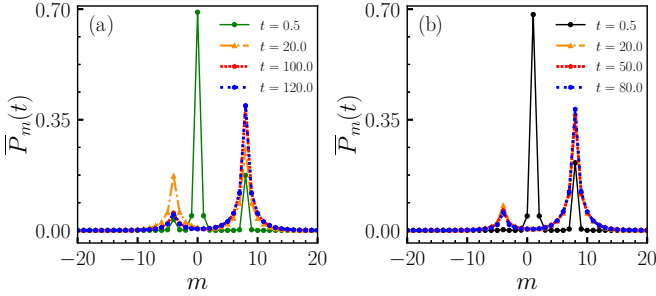 (a)
t = 0.5
t = 20.0
t = 100.0
t = 120.0
0.70
0.35
0.00
P̅_m(t)
−20 −10 0 10 20
m
(b)
t = 0.5
t = 20.0
t = 50.0
t = 80.0
0.70
0.35
0.00
P̅_m(t)
−20 −10 0 10 20
m